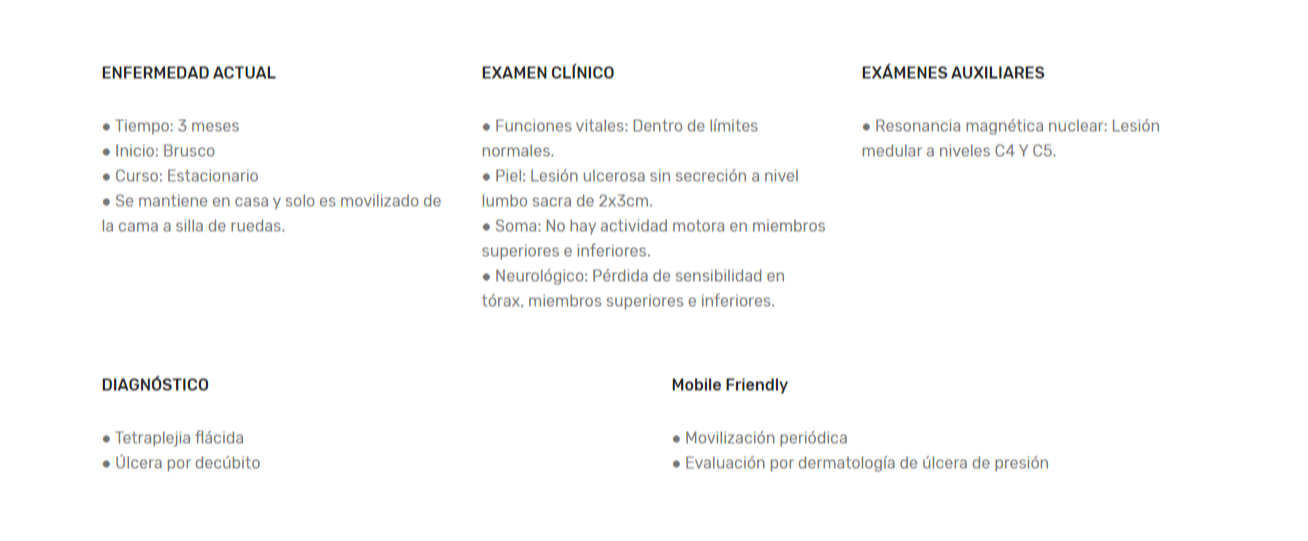 ENFERMEDAD ACTUAL
● Tiempo: 3 meses
● Inicio: Brusco
● Curso: Estacionario
● Se mantiene en casa y solo es movilizado de
la cama a silla de ruedas.
EXAMEN CLÍNICO
● Funciones vitales: Dentro de límites
normales.
● Piel: Lesión ulcerosa sin secreción a nivel
lumbo sacra de 2x3cm.
● Soma: No hay actividad motora en miembros
superiores e inferiores.
● Neurológico: Pérdida de sensibilidad en
tórax, miembros superiores e inferiores.
EXÁMENES AUXILIARES
● Resonancia magnética nuclear: Lesión
medular a niveles C4 Y C5.
DIAGNÓSTICO
● Tetraplejia flácida
● Úlcera por decúbito
Mobile Friendly
● Movilización periódica
● Evaluación por dermatología de úlcera de presión